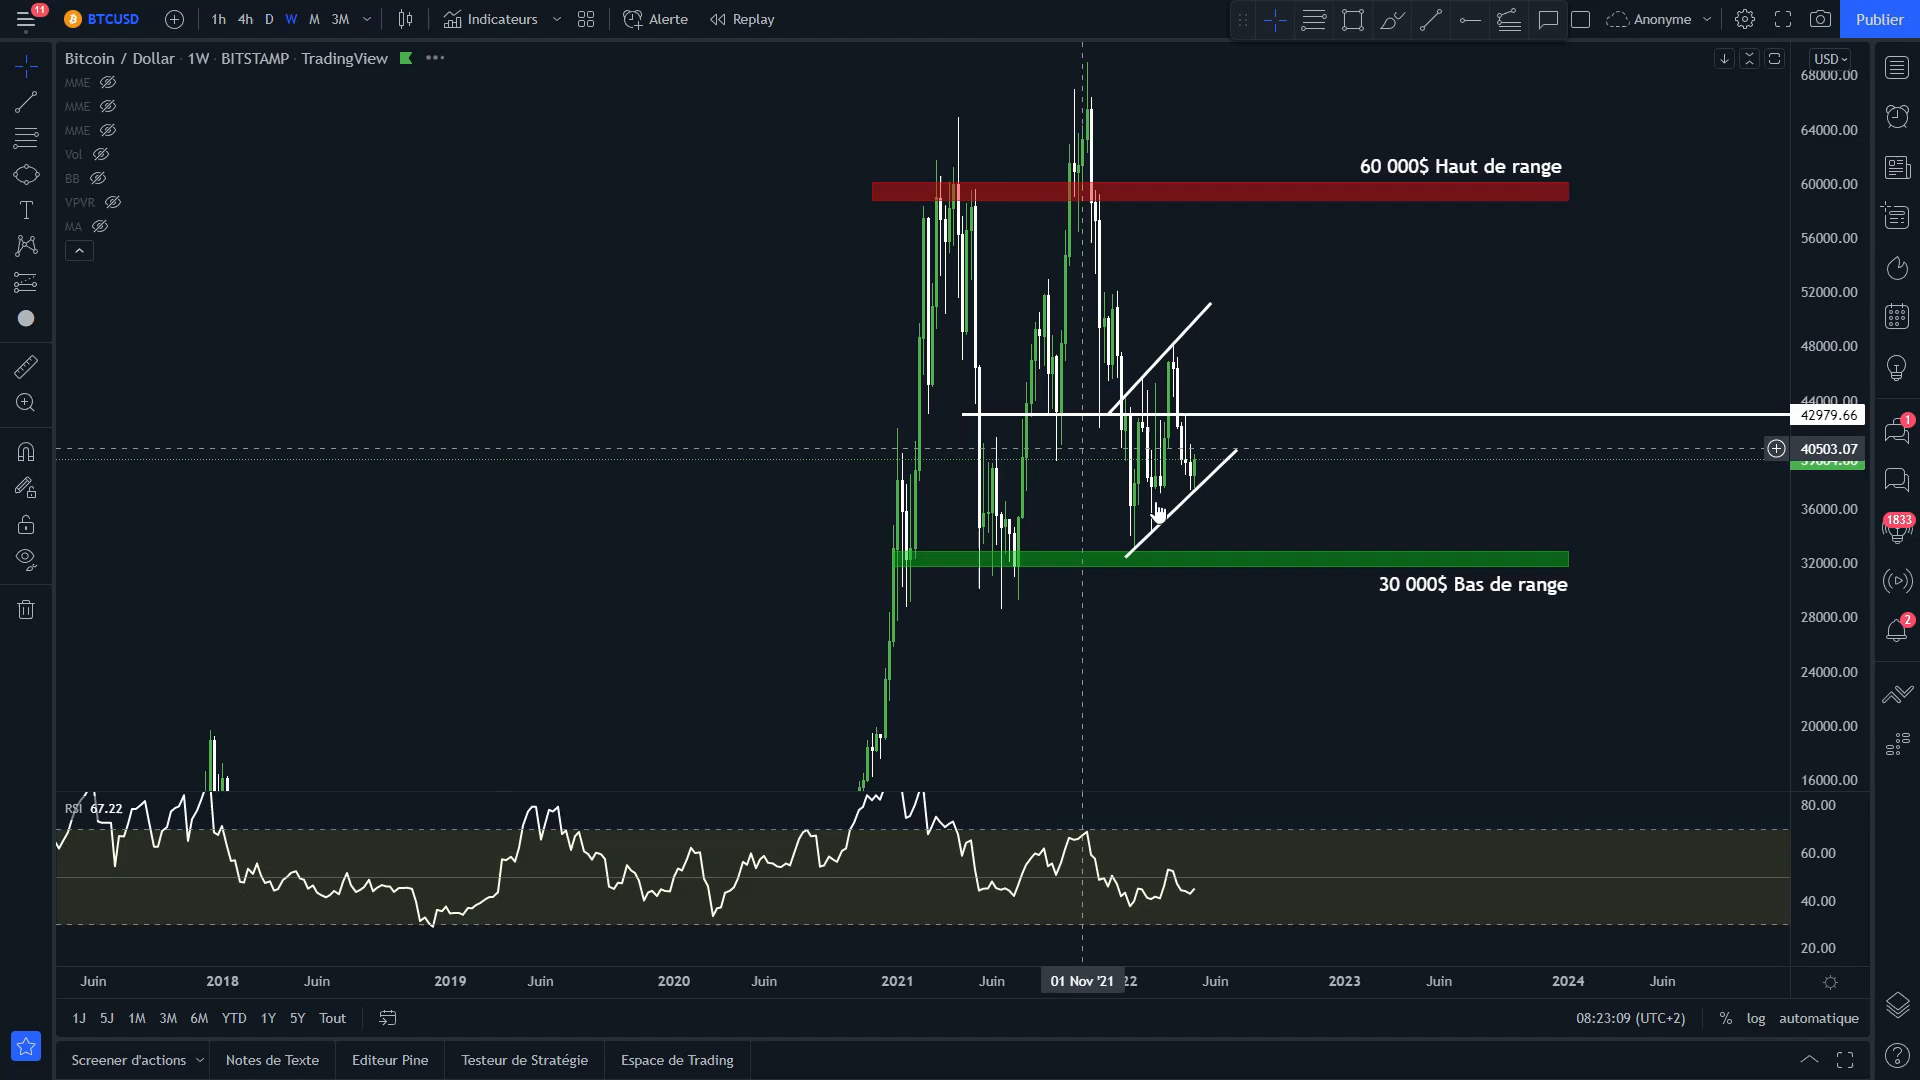 11
BTCUSD 1h 4h D W M 3M Indicateurs Alerte Replay Anonyme Publier
Bitcoin / Dollar · 1W · BITSTAMP · TradingView
USD
MME
MME
MME
Vol
BB
VPVR
MA
68000.00
64000.00
60 000$ Haut de range
60000.00
56000.00
52000.00
48000.00
44000.00
42979.66
1
40503.07
36000.00
1833
32000.00
30 000$ Bas de range
28000.00
2
24000.00
20000.00
16000.00
RSI 67.22
80.00
60.00
40.00
20.00
Juin 2018 Juin 2019 Juin 2020 Juin 2021 Juin 01 Nov '21 22 Juin 2023 Juin 2024 Juin
1J 5J 1M 3M 6M YTD 1Y 5Y Tout 08:23:09 (UTC+2) % log automatique
Screener d'actions Notes de Texte Editeur Pine Testeur de Stratégie Espace de Trading